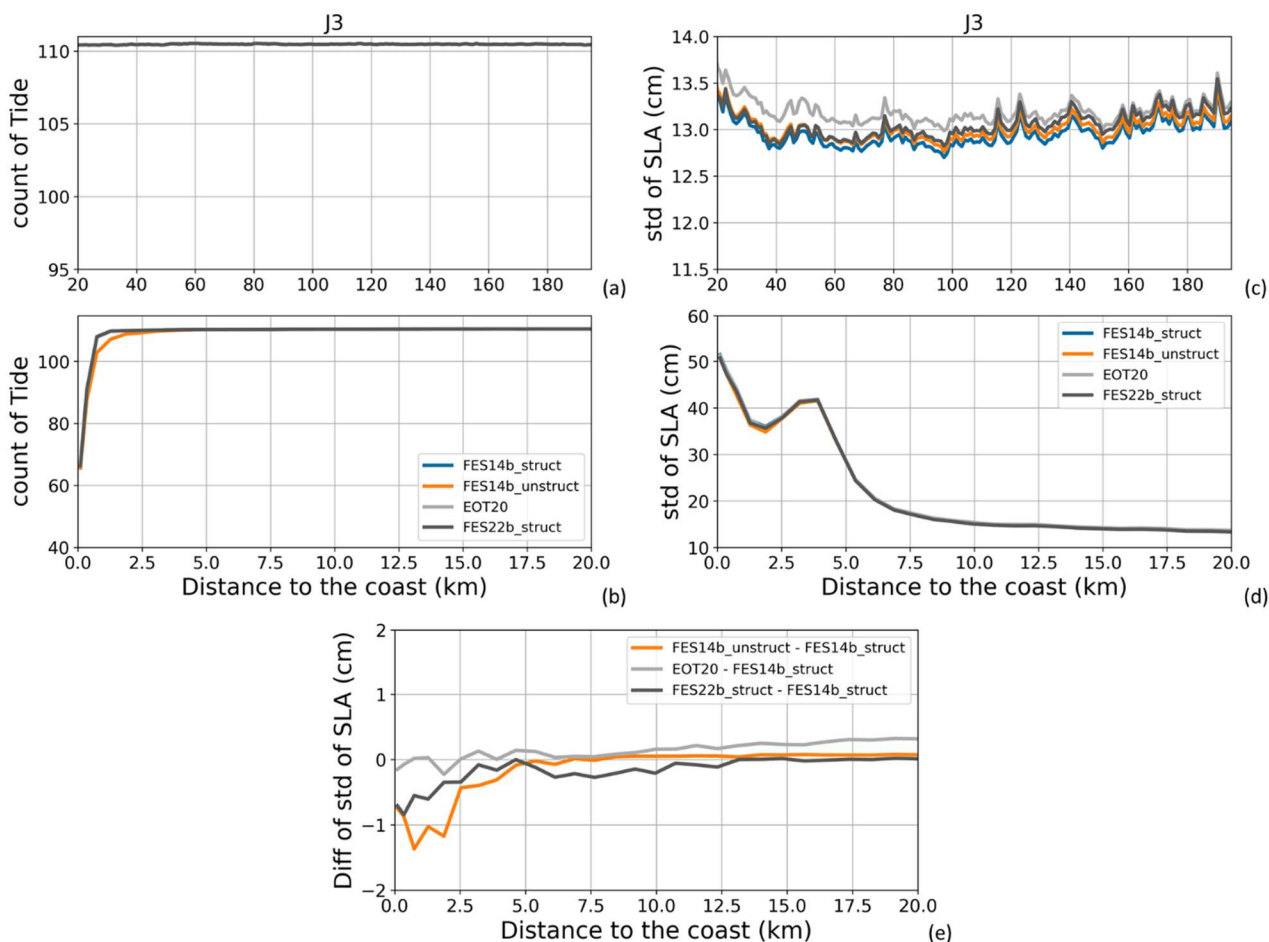 J3
count of Tide
110
105
100
95
20 40 60 80 100 120 140 160 180
(a)
J3
std of SLA (cm)
14.0
13.5
13.0
12.5
12.0
11.5
20 40 60 80 100 120 140 160 180
(c)
count of Tide
100
80
60
40
0.0 2.5 5.0 7.5 10.0 12.5 15.0 17.5 20.0
Distance to the coast (km)
FES14b_struct
FES14b_unstruct
EOT20
FES22b_struct
(b)
std of SLA (cm)
60
50
40
30
20
10
0.0 2.5 5.0 7.5 10.0 12.5 15.0 17.5 20.0
Distance to the coast (km)
FES14b_struct
FES14b_unstruct
EOT20
FES22b_struct
(d)
Diff of std of SLA (cm)
2
1
0
−1
−2
0.0 2.5 5.0 7.5 10.0 12.5 15.0 17.5 20.0
Distance to the coast (km)
FES14b_unstruct - FES14b_struct
EOT20 - FES14b_struct
FES22b_struct - FES14b_struct
(e)